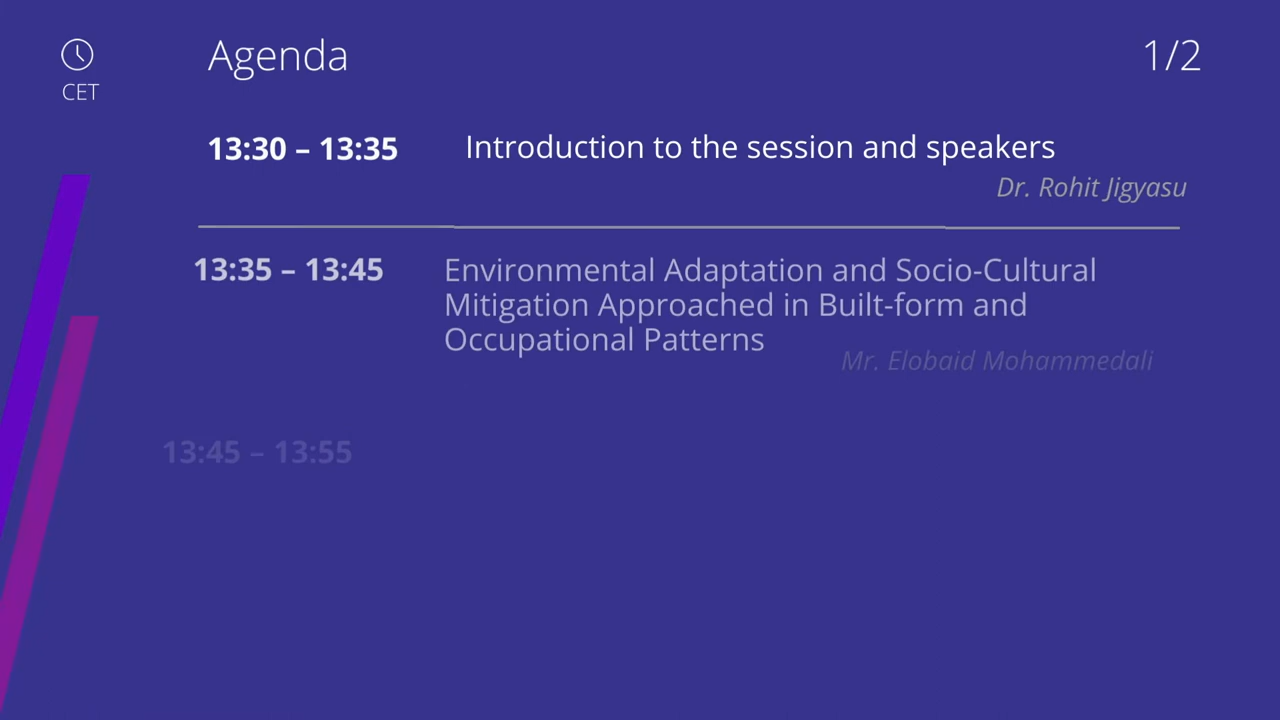 Agenda
1/2
CET
13:30 – 13:35
Introduction to the session and speakers
Dr. Rohit Jigyasu
13:35 – 13:45
Environmental Adaptation and Socio-Cultural
Mitigation Approached in Built-form and
Occupational Patterns
Mr. Elobaid Mohammedali
13:45 – 13:55